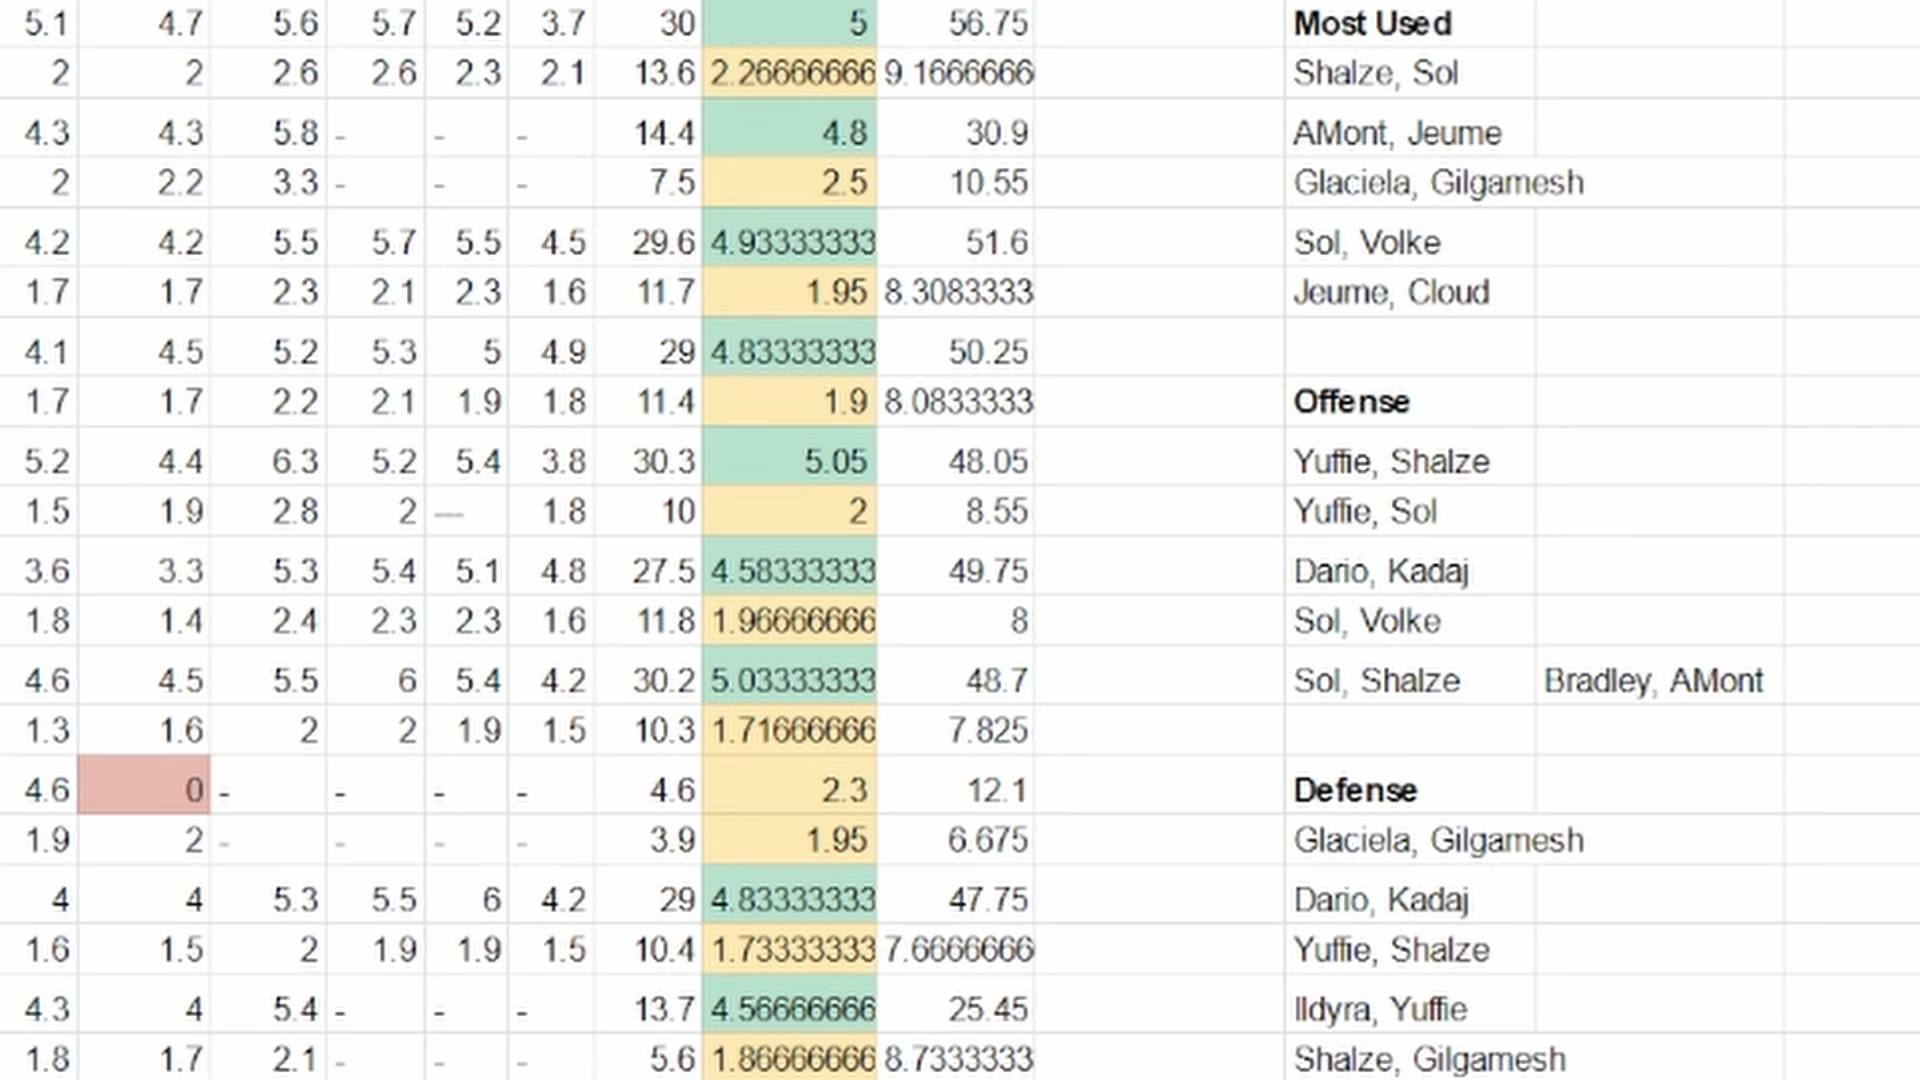 5.1 4.7 5.6 5.7 5.2 3.7 30 5 56.75 Most Used
2 2 2.6 2.6 2.3 2.1 13.6 2.26666666 9.1666666 Shalze, Sol
4.3 4.3 5.8 - - - 14.4 4.8 30.9 AMont, Jeume
2 2.2 3.3 - - - 7.5 2.5 10.55 Glaciela, Gilgamesh
4.2 4.2 5.5 5.7 5.5 4.5 29.6 4.93333333 51.6 Sol, Volke
1.7 1.7 2.3 2.1 2.3 1.6 11.7 1.95 8.3083333 Jeume, Cloud
4.1 4.5 5.2 5.3 5 4.9 29 4.83333333 50.25
1.7 1.7 2.2 2.1 1.9 1.8 11.4 1.9 8.0833333 Offense
5.2 4.4 6.3 5.2 5.4 3.8 30.3 5.05 48.05 Yuffie, Shalze
1.5 1.9 2.8 2 — 1.8 10 2 8.55 Yuffie, Sol
3.6 3.3 5.3 5.4 5.1 4.8 27.5 4.58333333 49.75 Dario, Kadaj
1.8 1.4 2.4 2.3 2.3 1.6 11.8 1.96666666 8 Sol, Volke
4.6 4.5 5.5 6 5.4 4.2 30.2 5.03333333 48.7 Sol, Shalze Bradley, AMont
1.3 1.6 2 2 1.9 1.5 10.3 1.71666666 7.825
4.6 0 - - - - 4.6 2.3 12.1 Defense
1.9 2 - - - - 3.9 1.95 6.675 Glaciela, Gilgamesh
4 4 5.3 5.5 6 4.2 29 4.83333333 47.75 Dario, Kadaj
1.6 1.5 2 1.9 1.9 1.5 10.4 1.73333333 7.6666666 Yuffie, Shalze
4.3 4 5.4 - - - 13.7 4.56666666 25.45 Ildyra, Yuffie
1.8 1.7 2.1 - - - 5.6 1.86666666 8.7333333 Shalze, Gilgamesh